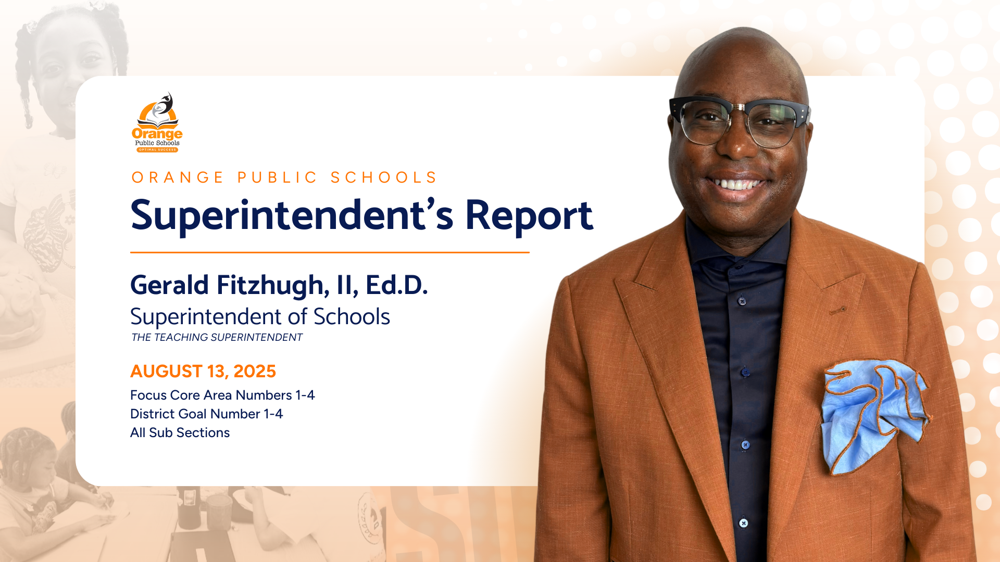 Orange
Public Schools
OPTIMAL SUCCESS
ORANGE PUBLIC SCHOOLS
Superintendent's Report
Gerald Fitzhugh, II, Ed.D.
Superintendent of Schools
THE TEACHING SUPERINTENDENT
AUGUST 13, 2025
Focus Core Area Numbers 1-4
District Goal Number 1-4
All Sub Sections